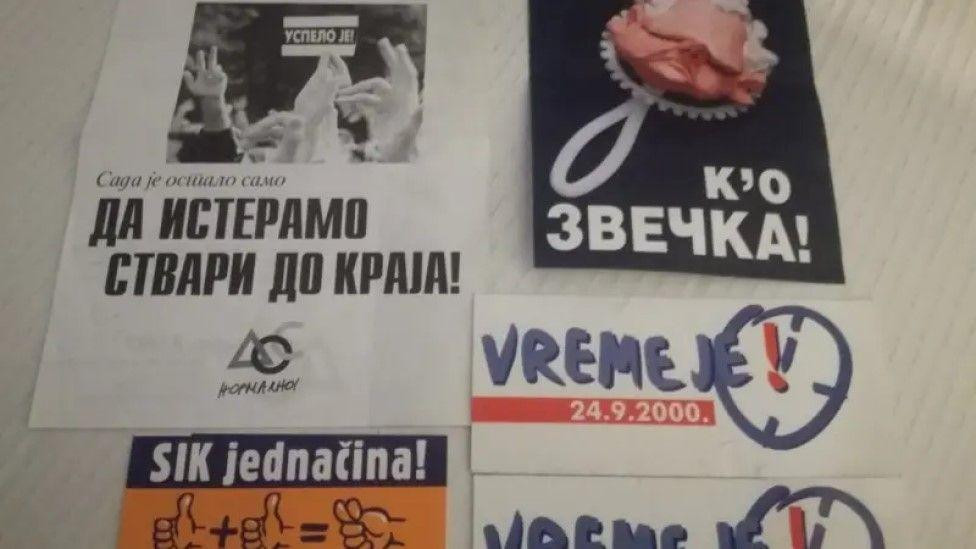 УСПЕЛО ЈЕ!
Сада је остало само
ДА ИСТЕРАМО
СТВАРИ ДО КРАЈА!
НОРМАЛНО!
К’О
ЗВЕЧКА!
VREME JE!
24.9.2000.
SIK jednačina!
+ =
VREME JE!